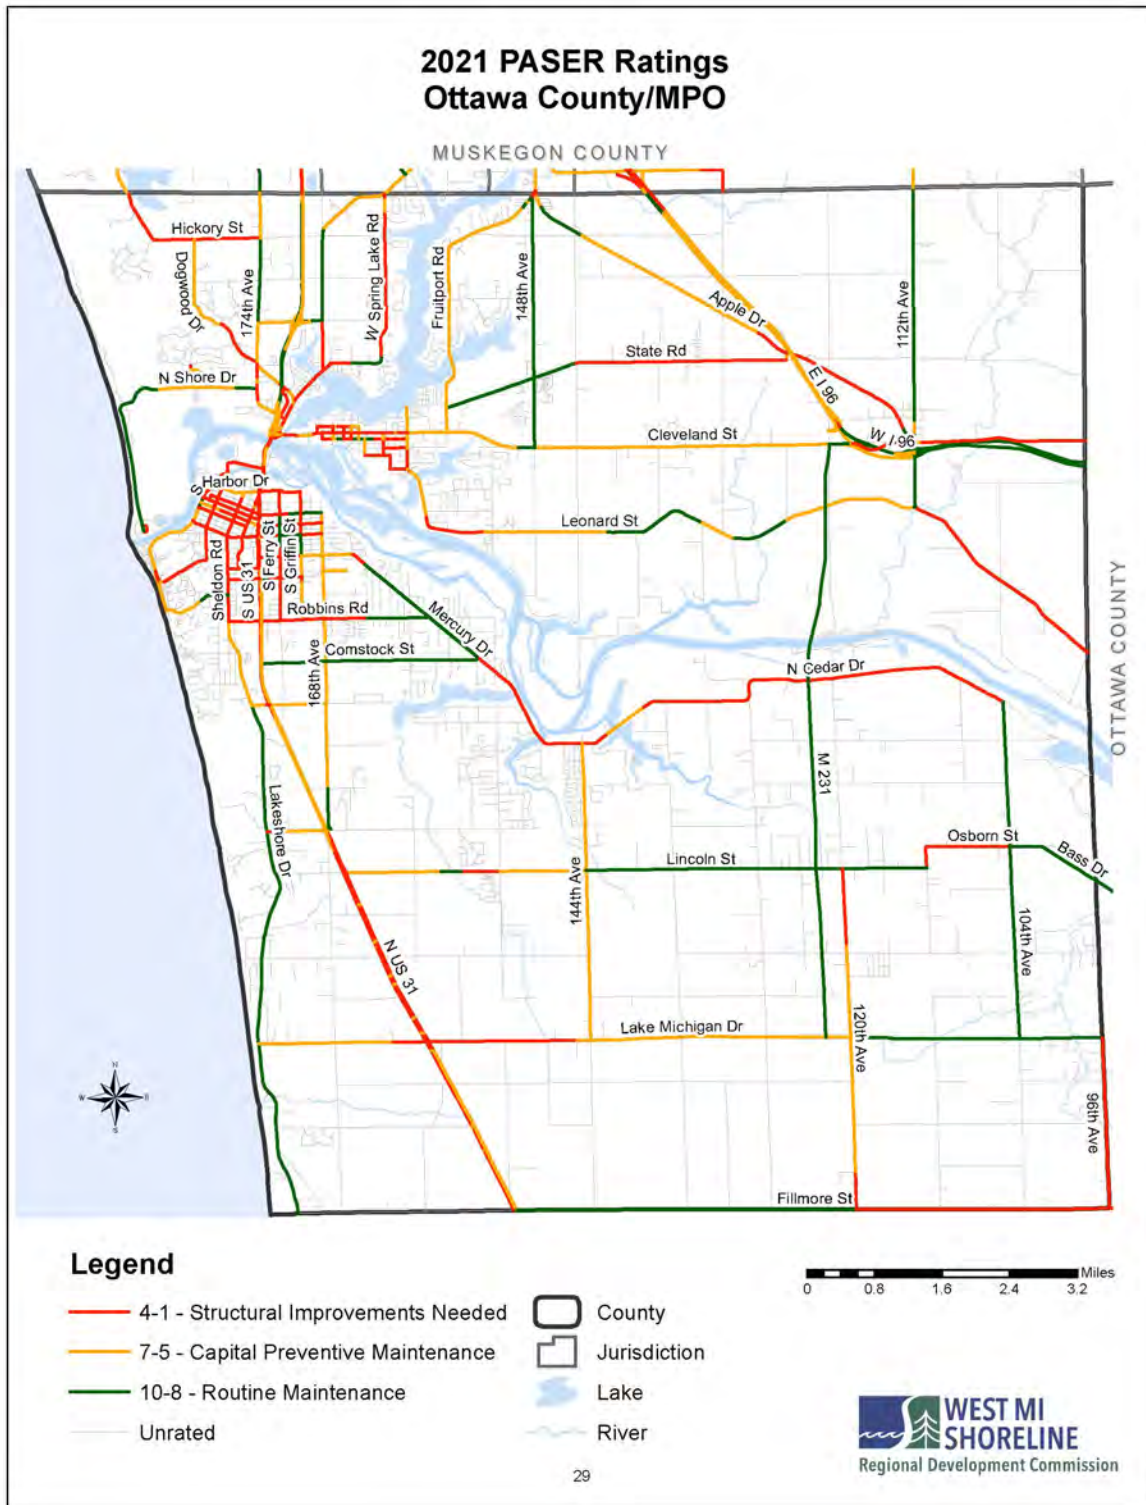 2021 PASER Ratings
Ottawa County/MPO
MUSKEGON COUNTY
Hickory St
Dogwood Dr
174th Ave
W Spring Lake Rd
Fruitport Rd
148th Ave
Apple Dr
112th Ave
State Rd
E I 96
N Shore Dr
Cleveland St
W I-96
S Harbor Dr
Leonard St
Sheldon Rd
S US 31
S Ferry St
S Griffin St
Robbins Rd
Mercury Dr
Comstock St
168th Ave
N Cedar Dr
OTTAWA COUNTY
M 231
Lakeshore Dr
Osborn St
Bass Dr
Lincoln St
144th Ave
104th Ave
N US 31
Lake Michigan Dr
120th Ave
96th Ave
N
W
E
S
Fillmore St
Legend
Miles
0 0.8 1.6 2.4 3.2
4-1 - Structural Improvements Needed
County
7-5 - Capital Preventive Maintenance
Jurisdiction
10-8 - Routine Maintenance
Lake
Unrated
River
WEST MI
SHORELINE
Regional Development Commission
29